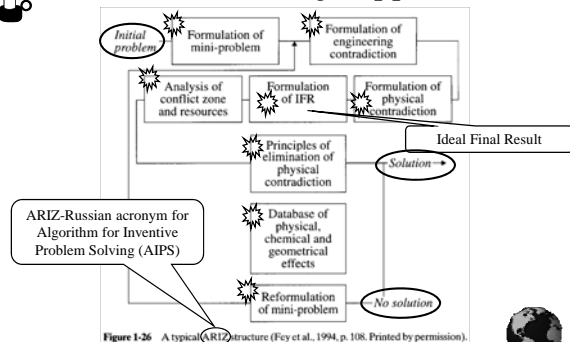 Initial
problem
Formulation of
mini-problem
Formulation of
engineering
contradiction
Analysis of
conflict zone
and resources
Formulation
of IFR
Formulation of
physical
contradiction
Ideal Final Result
Principles of
elimination of
physical
contradiction
Solution
ARIZ-Russian acronym for
Algorithm for Inventive
Problem Solving (AIPS)
Database of
physical,
chemical and
geometrical
effects
Reformulation
of mini-problem
No solution
Figure 1-26 A typical ARIZ structure (Fey et al., 1994, p. 108. Printed by permission).